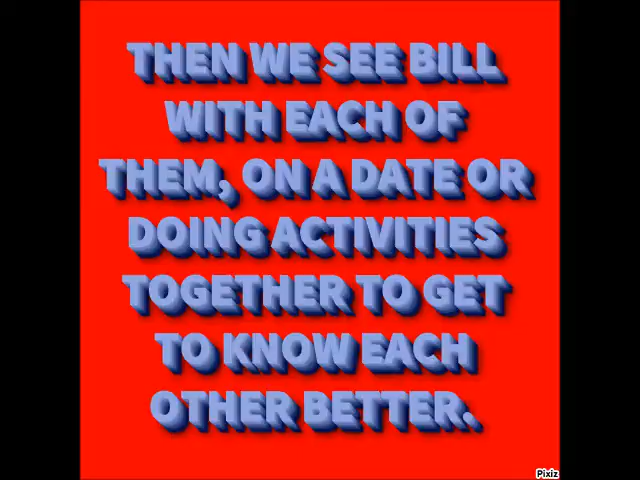 THEN WE SEE BILL
WITH EACH OF
THEM, ON A DATE OR
DOING ACTIVITIES
TOGETHER TO GET
TO KNOW EACH
OTHER BETTER.
Pixiz